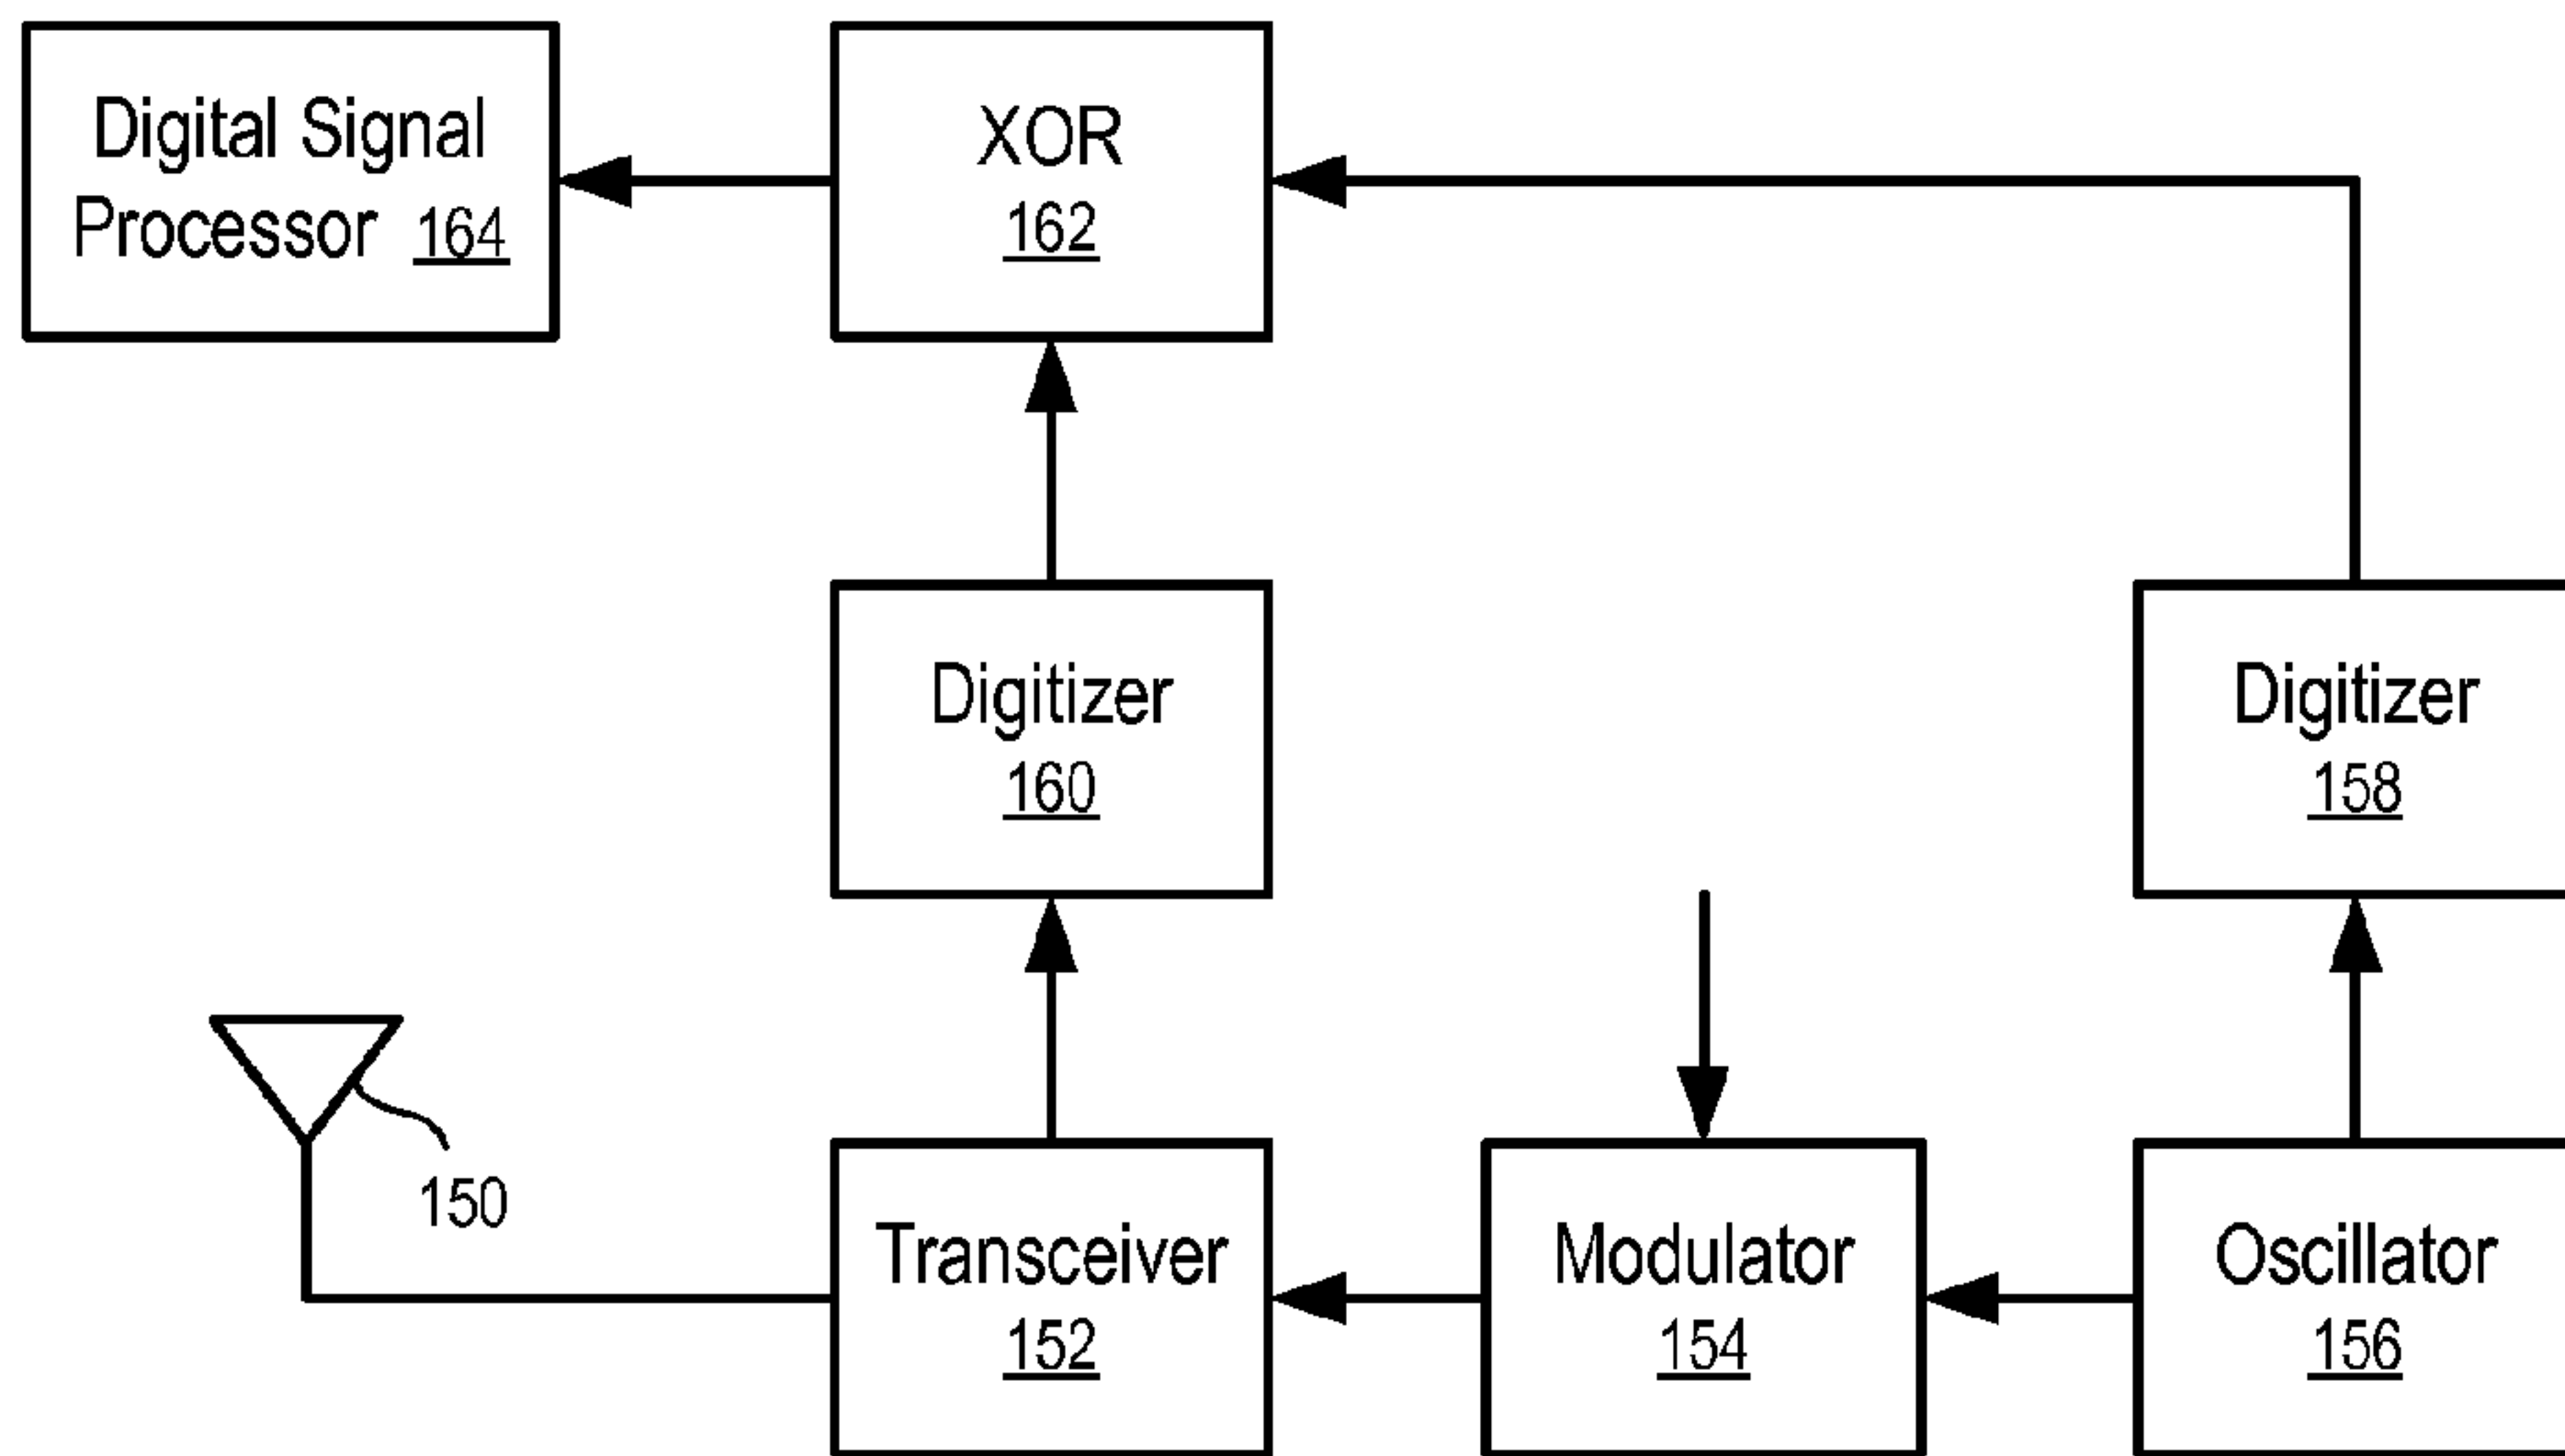 Digital Signal
Processor 164
XOR
162
Digitizer
160
Digitizer
158
150
Transceiver
152
Modulator
154
Oscillator
156